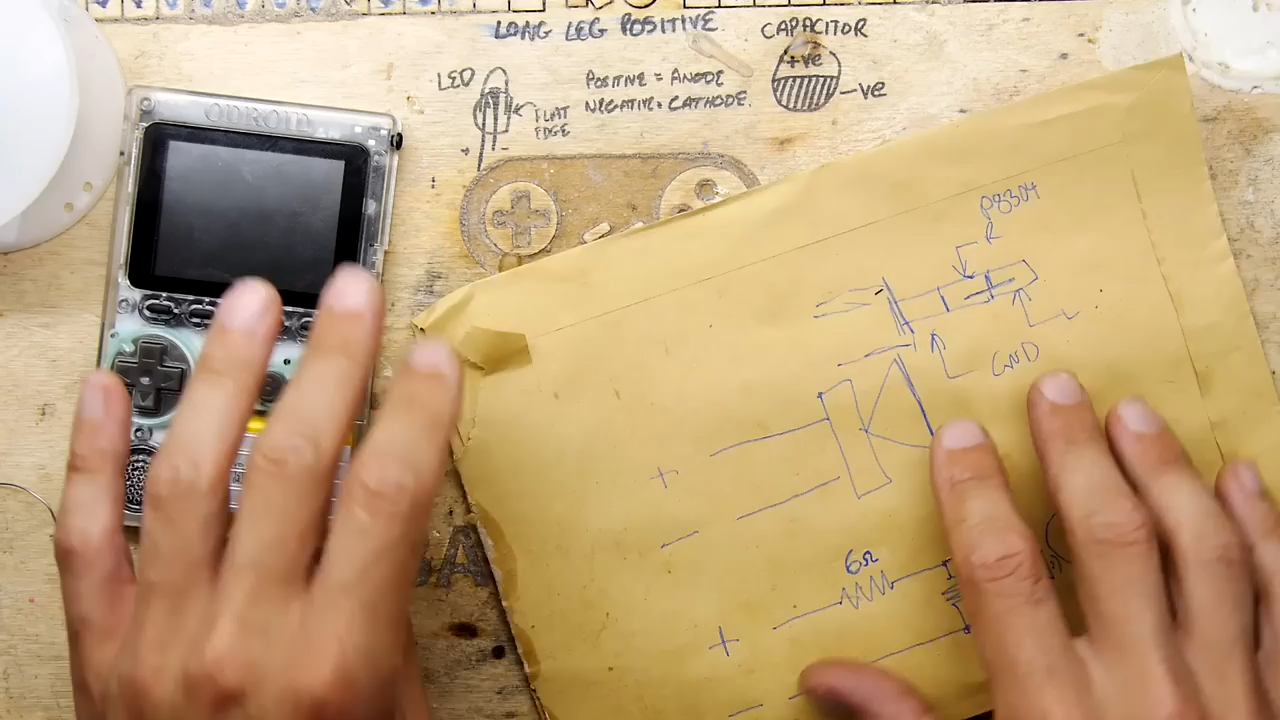 LONG LEG POSITIVE
CAPACITOR
LED
POSITIVE = ANODE
NEGATIVE = CATHODE.
FLAT
EDGE
+ -
+ve
-ve
ODROID
P8304
R
L
GND
+
-
6Ω
+